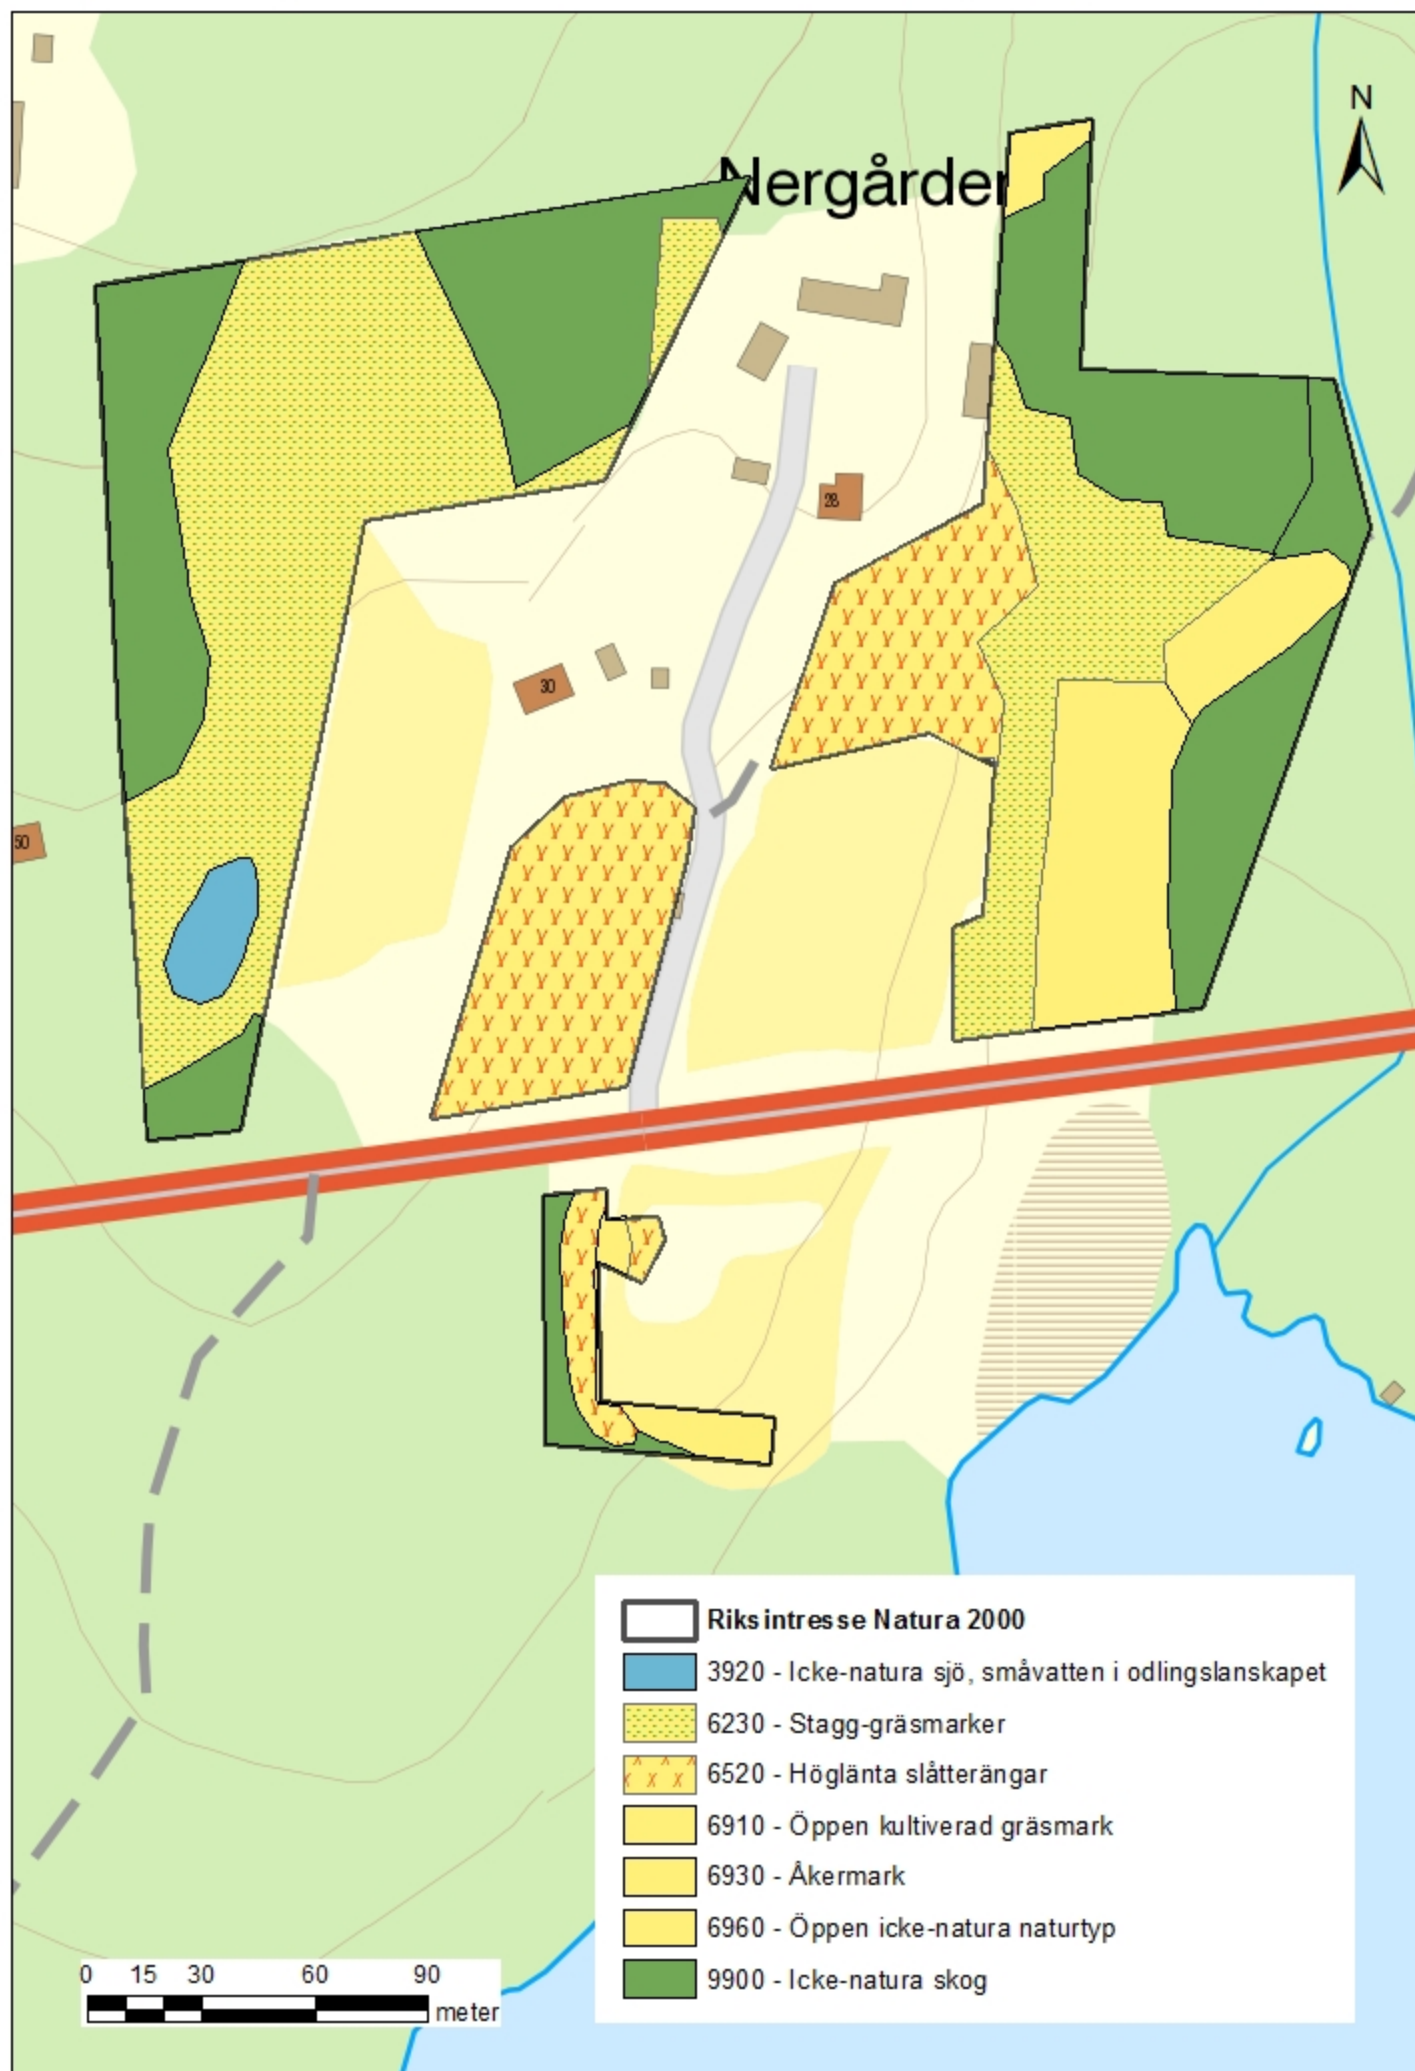 N
Nergården
28
30
50
Riksintresse Natura 2000
3920 - Icke-natura sjö, småvatten i odlingslanskapet
6230 - Stagg-gräsmarker
6520 - Höglänta slåtterängar
6910 - Öppen kultiverad gräsmark
6930 - Åkermark
6960 - Öppen icke-natura naturtyp
9900 - Icke-natura skog
0 15 30 60 90
meter